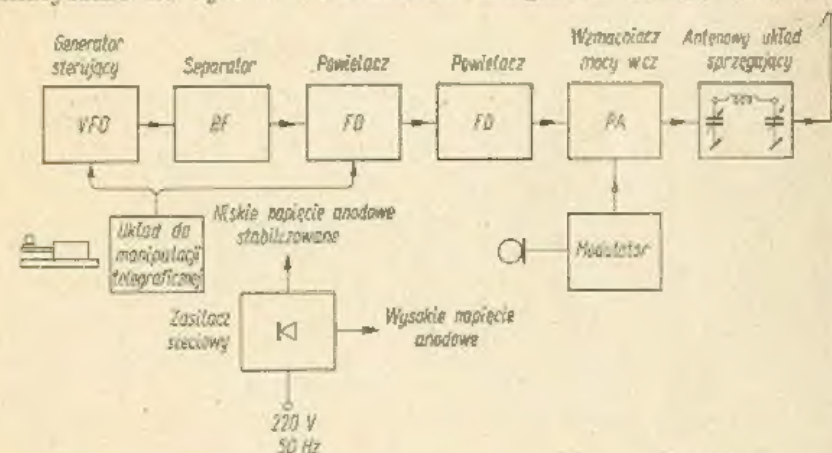 Generator
sterujący
Separator
Powielacz
Powielacz
Wzmacniacz
mocy w cz
Antenowy układ
sprzęgający
VFO
BF
FD
FD
PA
Układ do
manipulacji
telegraficznej
Niskie napięcie anodowe
stabilizowane
Modulator
Zasilacz
sieciowy
Wysokie napięcie
anodowe
220 V
50 Hz